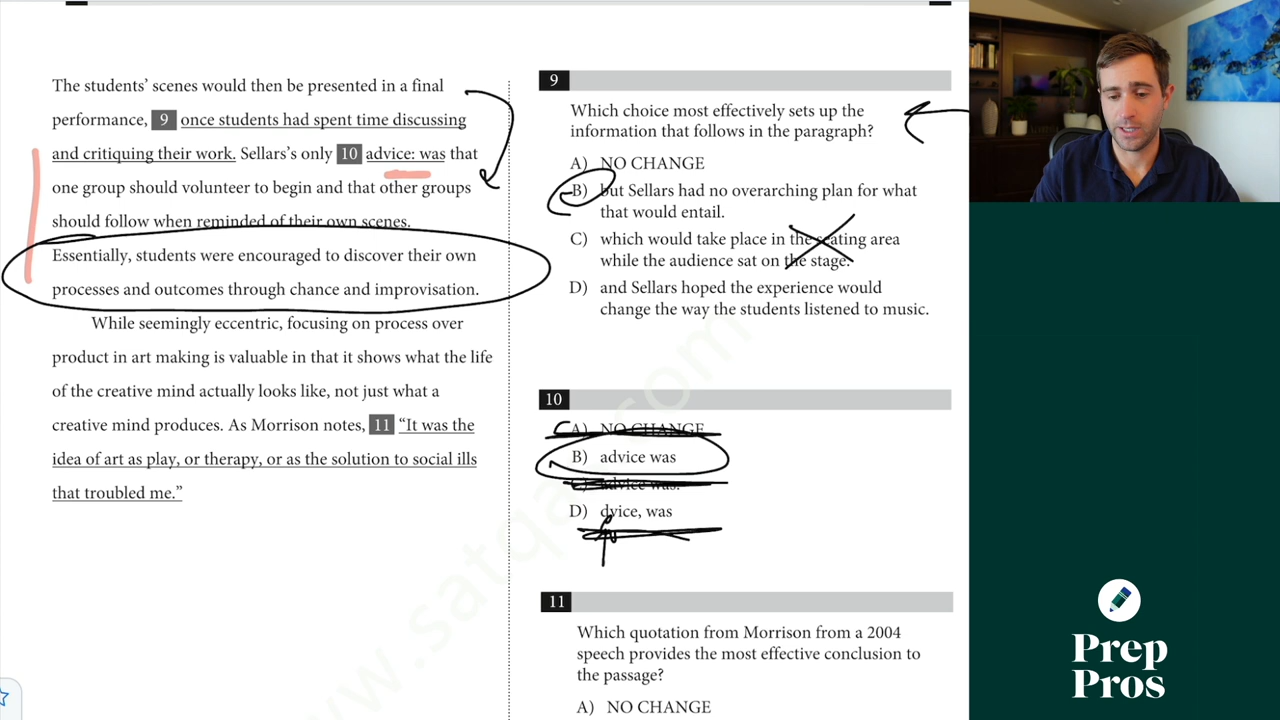 The students’ scenes would then be presented in a final
performance, 9 once students had spent time discussing
and critiquing their work. Sellars’s only 10 advice: was that
one group should volunteer to begin and that other groups
should follow when reminded of their own scenes.
Essentially, students were encouraged to discover their own
processes and outcomes through chance and improvisation.
While seemingly eccentric, focusing on process over
product in art making is valuable in that it shows what the life
of the creative mind actually looks like, not just what a
creative mind produces. As Morrison notes, 11 “It was the
idea of art as play, or therapy, or as the solution to social ills
that troubled me.”
9
Which choice most effectively sets up the
information that follows in the paragraph?
A) NO CHANGE
B) but Sellars had no overarching plan for what
that would entail.
C) which would take place in the seating area
while the audience sat on the stage.
D) and Sellars hoped the experience would
change the way the students listened to music.
10
A) NO CHANGE
B) advice was
C) advice was:
D) dvice, was
11
Which quotation from Morrison from a 2004
speech provides the most effective conclusion to
the passage?
A) NO CHANGE
Prep
Pros